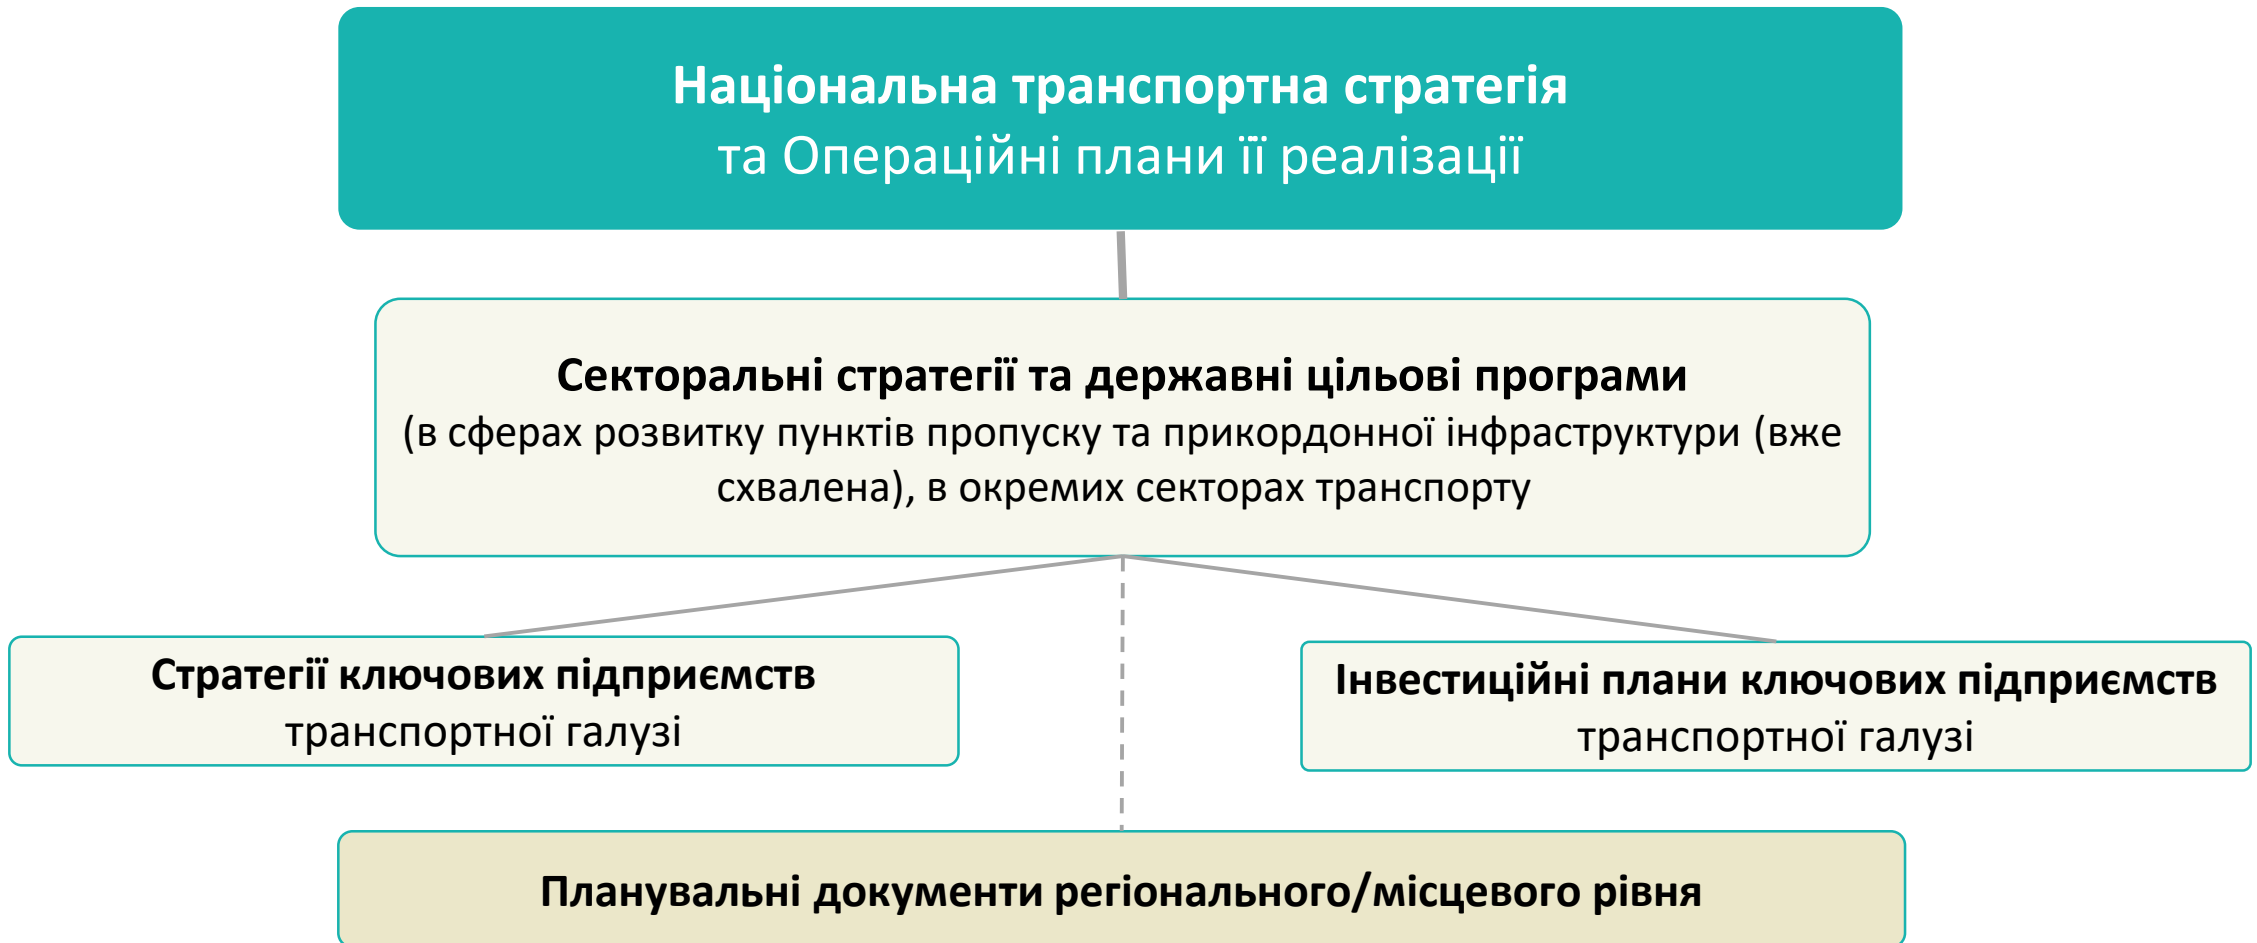 Національна транспортна стратегія
та Операційні плани її реалізації
Секторальні стратегії та державні цільові програми
(в сферах розвитку пунктів пропуску та прикордонної інфраструктури (вже
схвалена), в окремих секторах транспорту
Стратегії ключових підприємств
транспортної галузі
Інвестиційні плани ключових підприємств
транспортної галузі
Планувальні документи регіонального/місцевого рівня